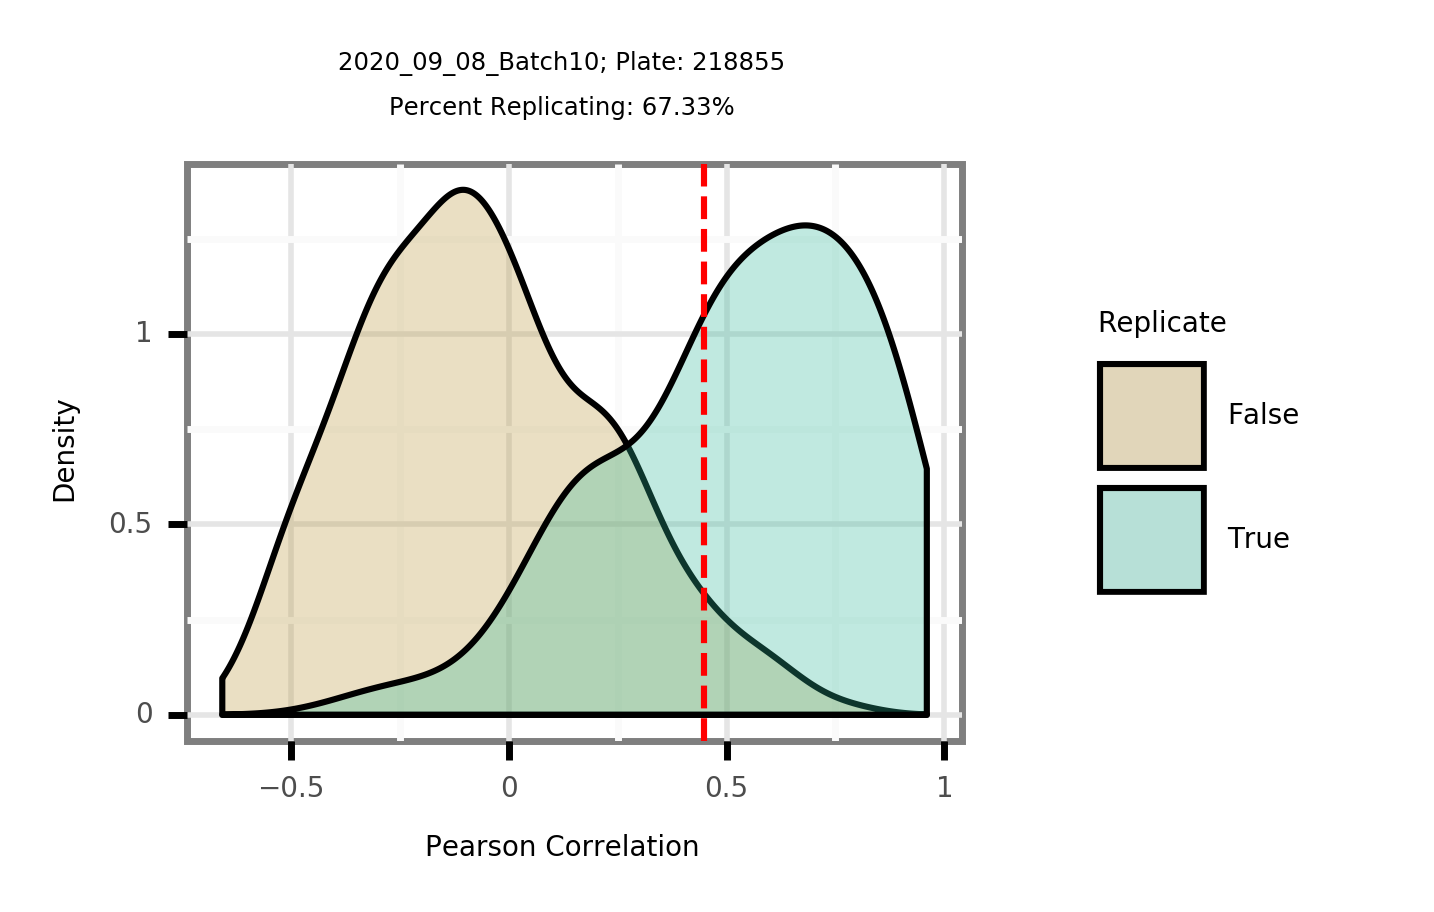 2020_09_08_Batch10; Plate: 218855
Percent Replicating: 67.33%
Density
1
0.5
0
−0.5 0 0.5 1
Pearson Correlation
Replicate
False
True